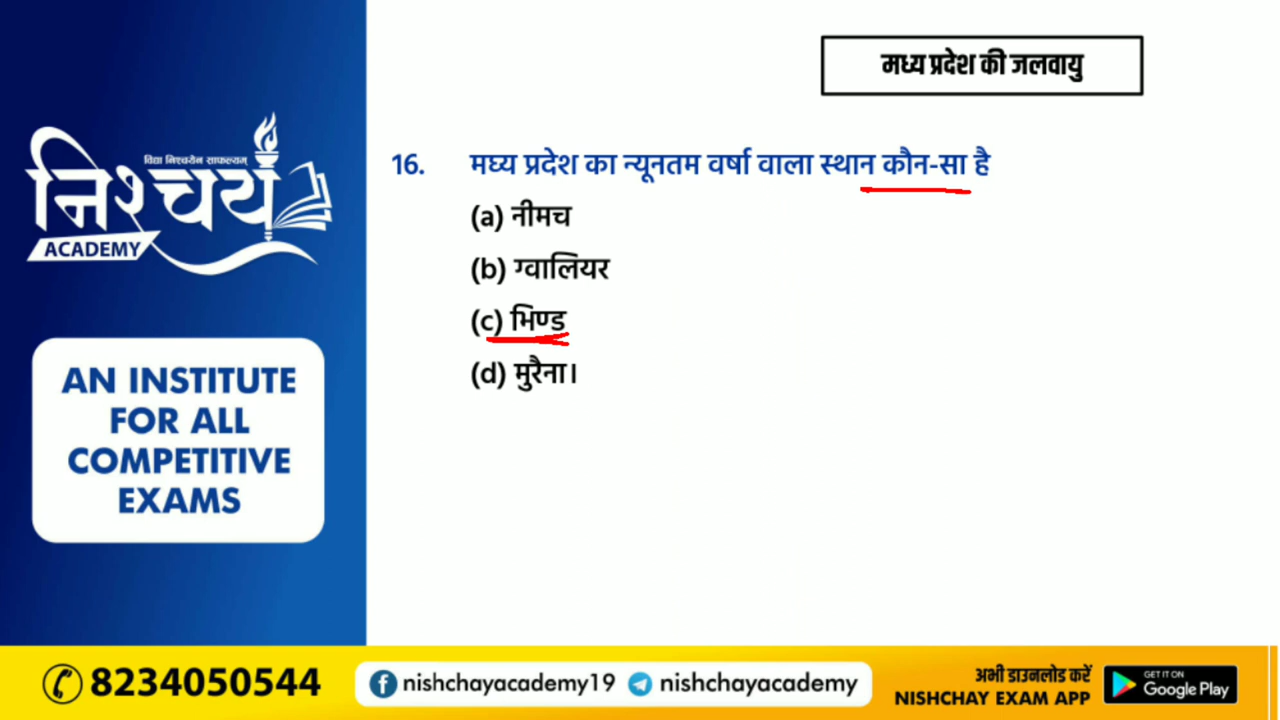 मध्य प्रदेश की जलवायु
विद्या निश्चयेन साफल्यम्
निश्चय
ACADEMY
AN INSTITUTE
FOR ALL
COMPETITIVE
EXAMS
16. मघ्य प्रदेश का न्यूनतम वर्षा वाला स्थान कौन-सा है
(a) नीमच
(b) ग्वालियर
(c) भिण्ड
(d) मुरैना।
8234050544
nishchayacademy19
nishchayacademy
अभी डाउनलोड करें
NISHCHAY EXAM APP
GET IT ON
Google Play